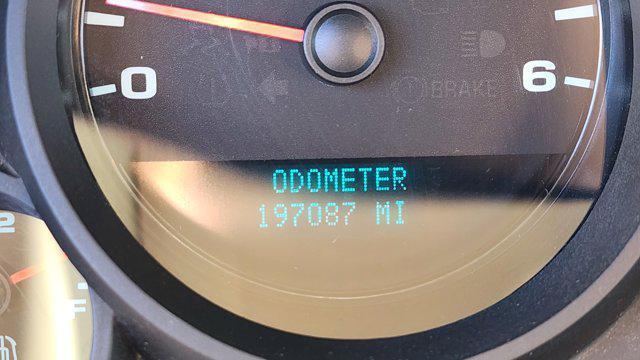 0
6
BRAKE
ODOMETER
197087 MI